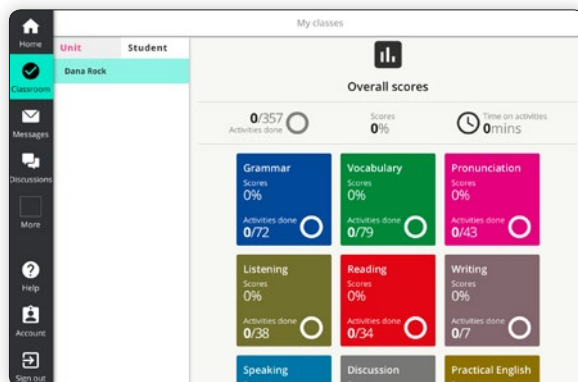 My classes
Home
Classroom
Messages
Discussions
More
Help
Account
Sign out
Unit Student
Dana Rock
Overall scores
0/357
Activities done
Scores
0%
Time on activities
0mins
Grammar
Scores
0%
Activities done
0/72
Vocabulary
Scores
0%
Activities done
0/79
Pronunciation
Scores
0%
Activities done
0/43
Listening
Scores
0%
Activities done
0/38
Reading
Scores
0%
Activities done
0/34
Writing
Scores
0%
Activities done
0/7
Speaking
Discussion
Practical English